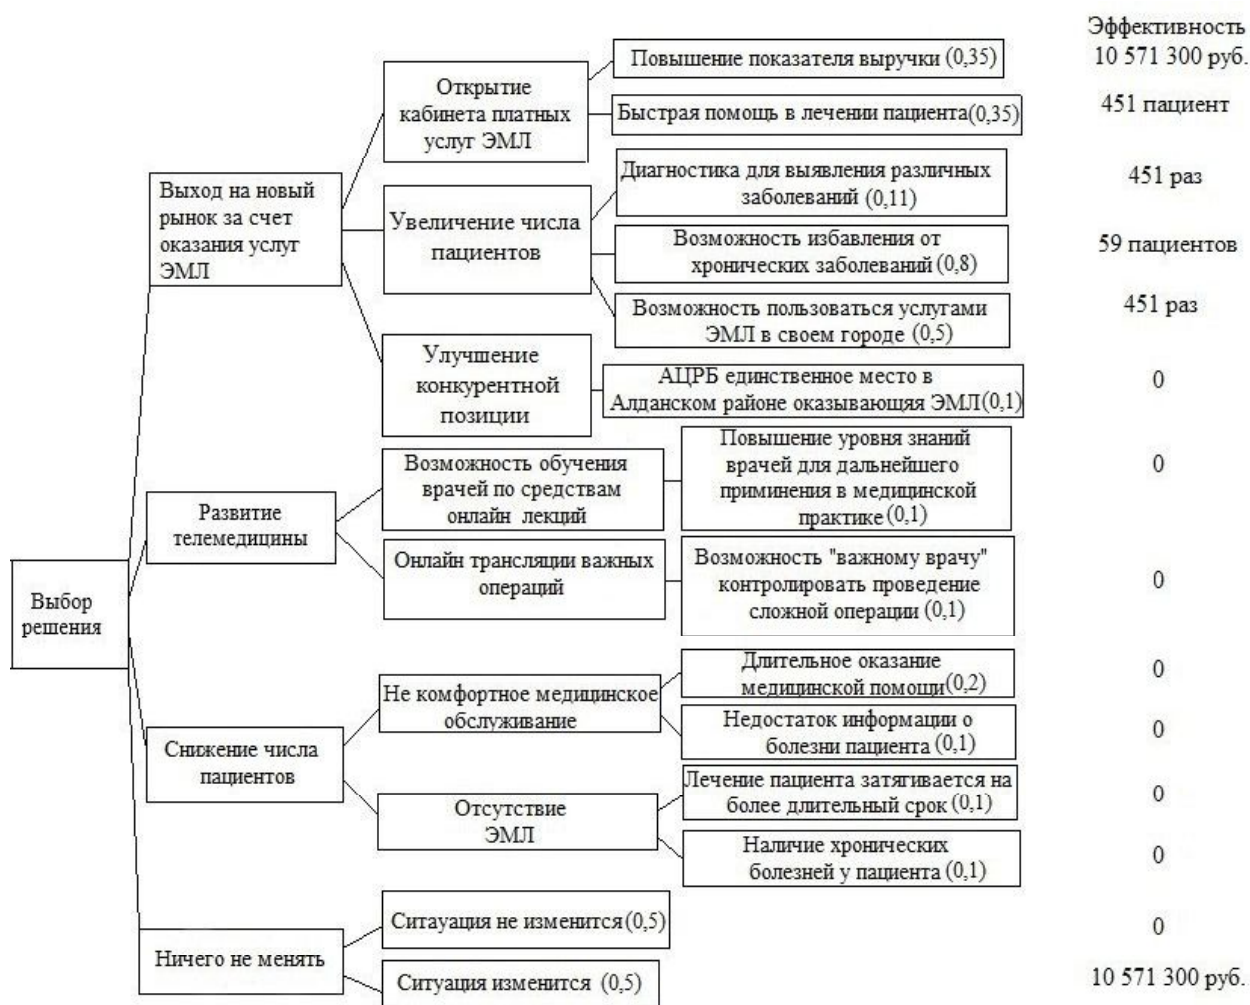 Эффективность
10 571 300 руб.
Повышение показателя выручки (0,35)
Открытие
кабинета платных
услуг ЭМЛ
451 пациент
Быстрая помощь в лечении пациента(0,35)
Диагностика для выявления различных
заболеваний (0,11)
451 раз
Выход на новый
рынок за счет
оказания услуг
ЭМЛ
Увеличение числа
пациентов
Возможность избавления от
хронических заболеваний (0,8)
59 пациентов
Возможность пользоваться услугами
ЭМЛ в своем городе (0,5)
451 раз
Улучшение
конкурентной
позиции
АЦРБ единственное место в
Алданском районе оказывающяя ЭМЛ(0,1)
0
Возможность обучения
врачей по средствам
онлайн лекций
Повышение уровня знаний
врачей для дальнейшего
приминения в медицинской
практике (0,1)
0
Развитие
телемедицины
Онлайн трансляции важных
операций
Возможность "важному врачу"
контролировать проведение
сложной операции (0,1)
0
Выбор
решения
Длительное оказание
медицинской помощи(0,2)
0
Не комфортное медицинское
обслуживание
Недостаток информации о
болезни пациента (0,1)
0
Снижение числа
пациентов
Лечение пациента затягивается на
более длительный срок (0,1)
0
Отсутствие
ЭМЛ
Наличие хронических
болезней у пациента (0,1)
0
Ситауация не изменится (0,5)
0
Ничего не менять
Ситуация изменится (0,5)
10 571 300 руб.